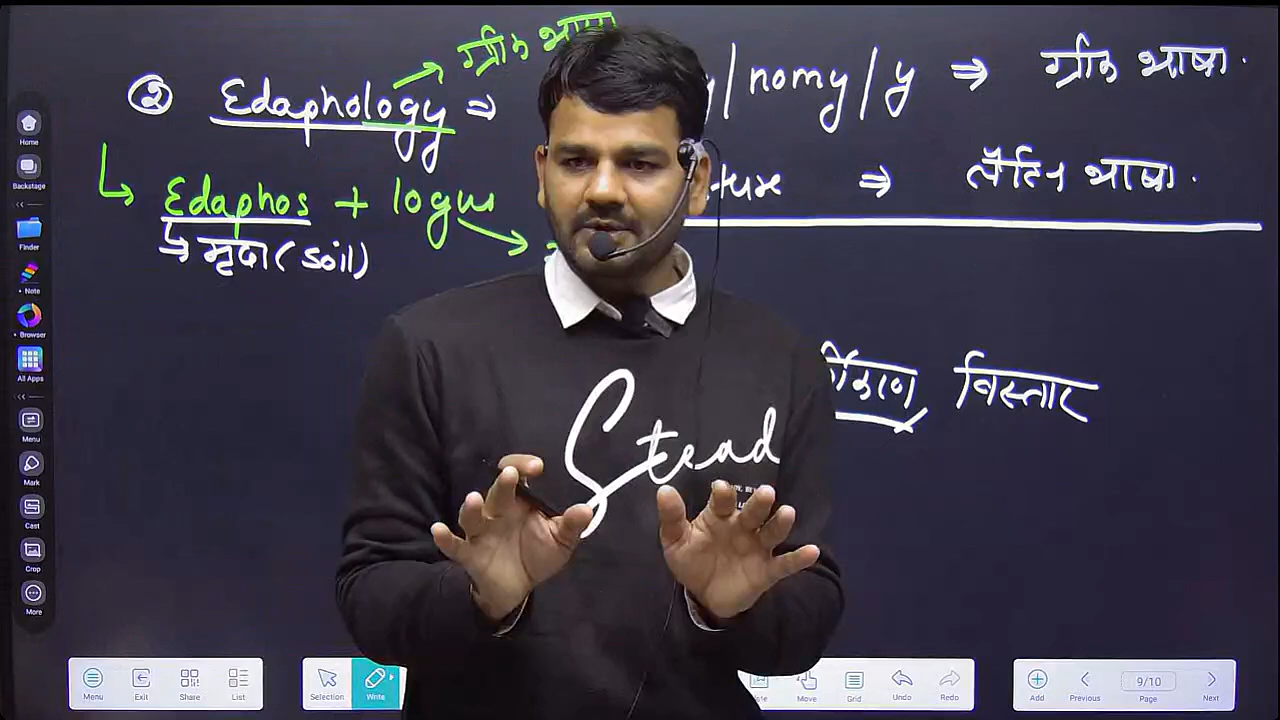 ग्रीक भाषा
② Edaphology ⇒
y/nomy/y ⇒ ग्रीक भाषा.
ture ⇒ लैटिन भाषा.
Edaphos + logus
मृदा (soil)
विस्तार
Stead
Home
Backstage
Finder
Note
Browser
All Apps
Menu
Mark
Cast
Crop
More
Menu Exit Share List
Selection Write
Move Grid Undo Redo
Add Previous 9/10 Page Next